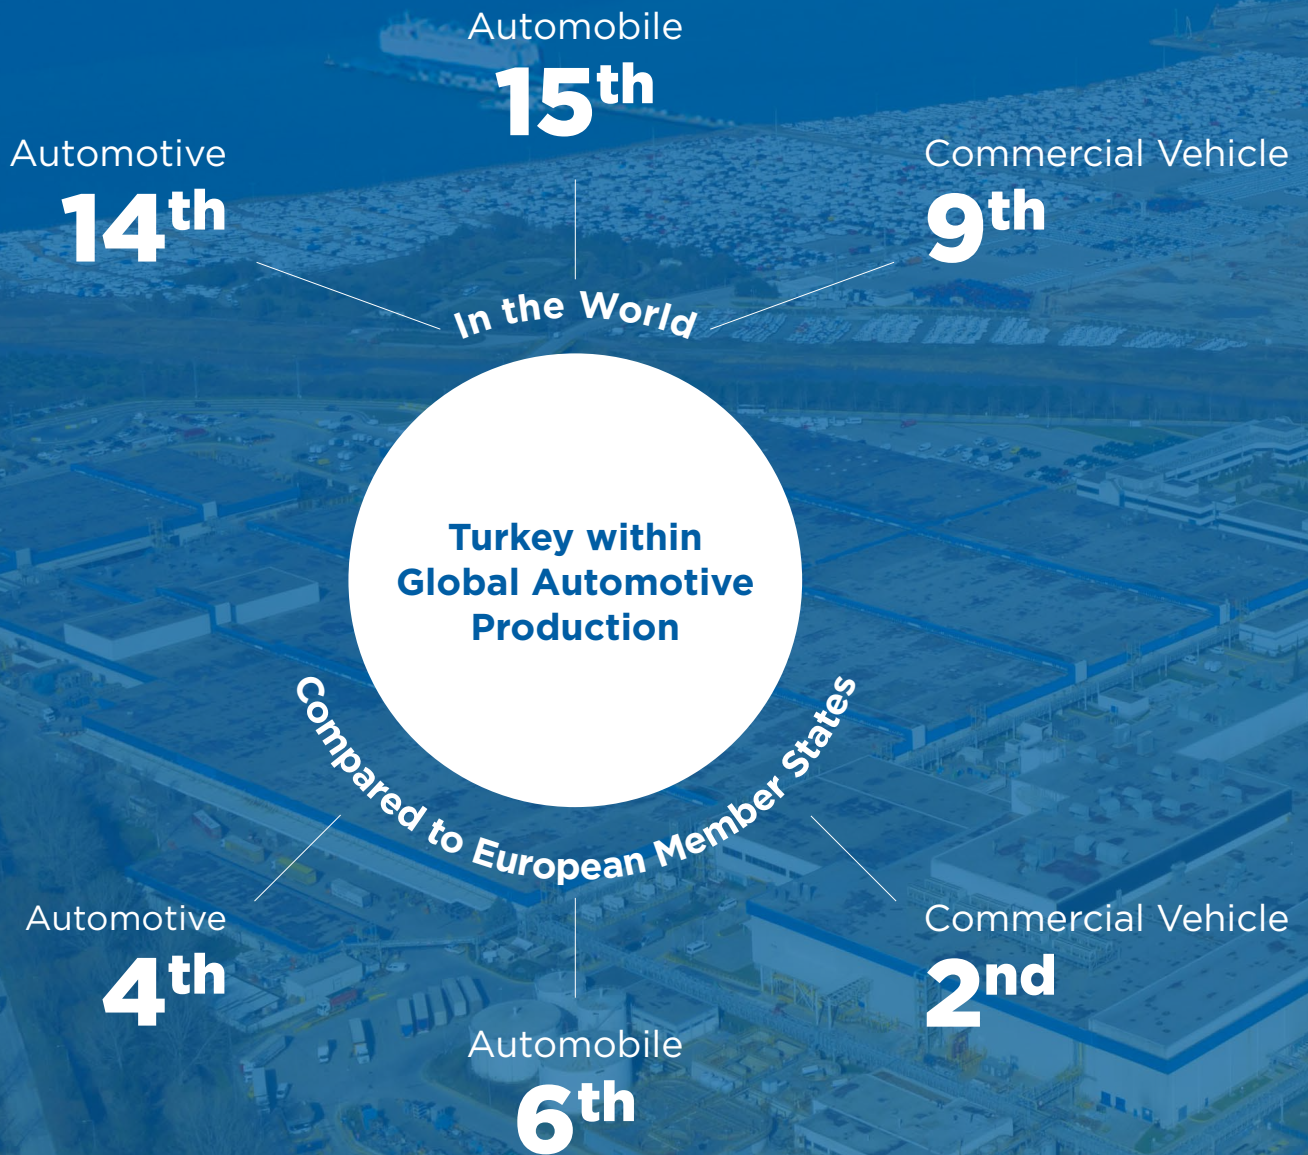 Automobile
15th
Automotive
14th
Commercial Vehicle
9th
In the World
Turkey within
Global Automotive
Production
Compared to European Member States
Automotive
4th
Commercial Vehicle
2nd
Automobile
6th